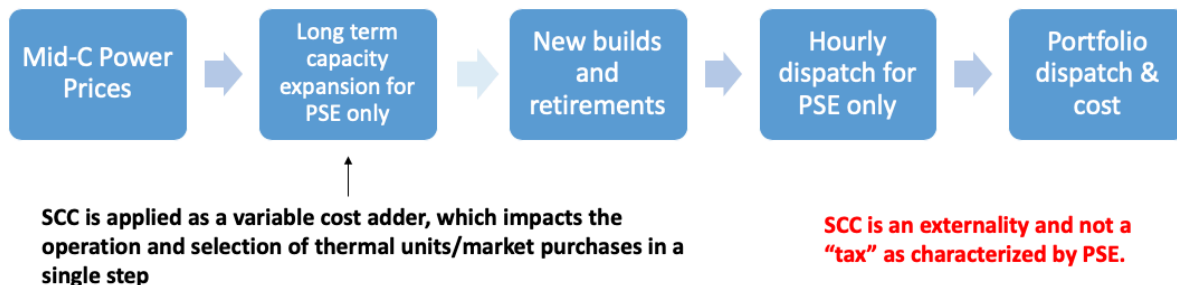 Mid-C Power
Prices
Long term
capacity
expansion for
PSE only
New builds
and
retirements
Hourly
dispatch for
PSE only
Portfolio
dispatch &
cost
SCC is applied as a variable cost adder, which impacts the
operation and selection of thermal units/market purchases in a
single step
SCC is an externality and not a
“tax” as characterized by PSE.